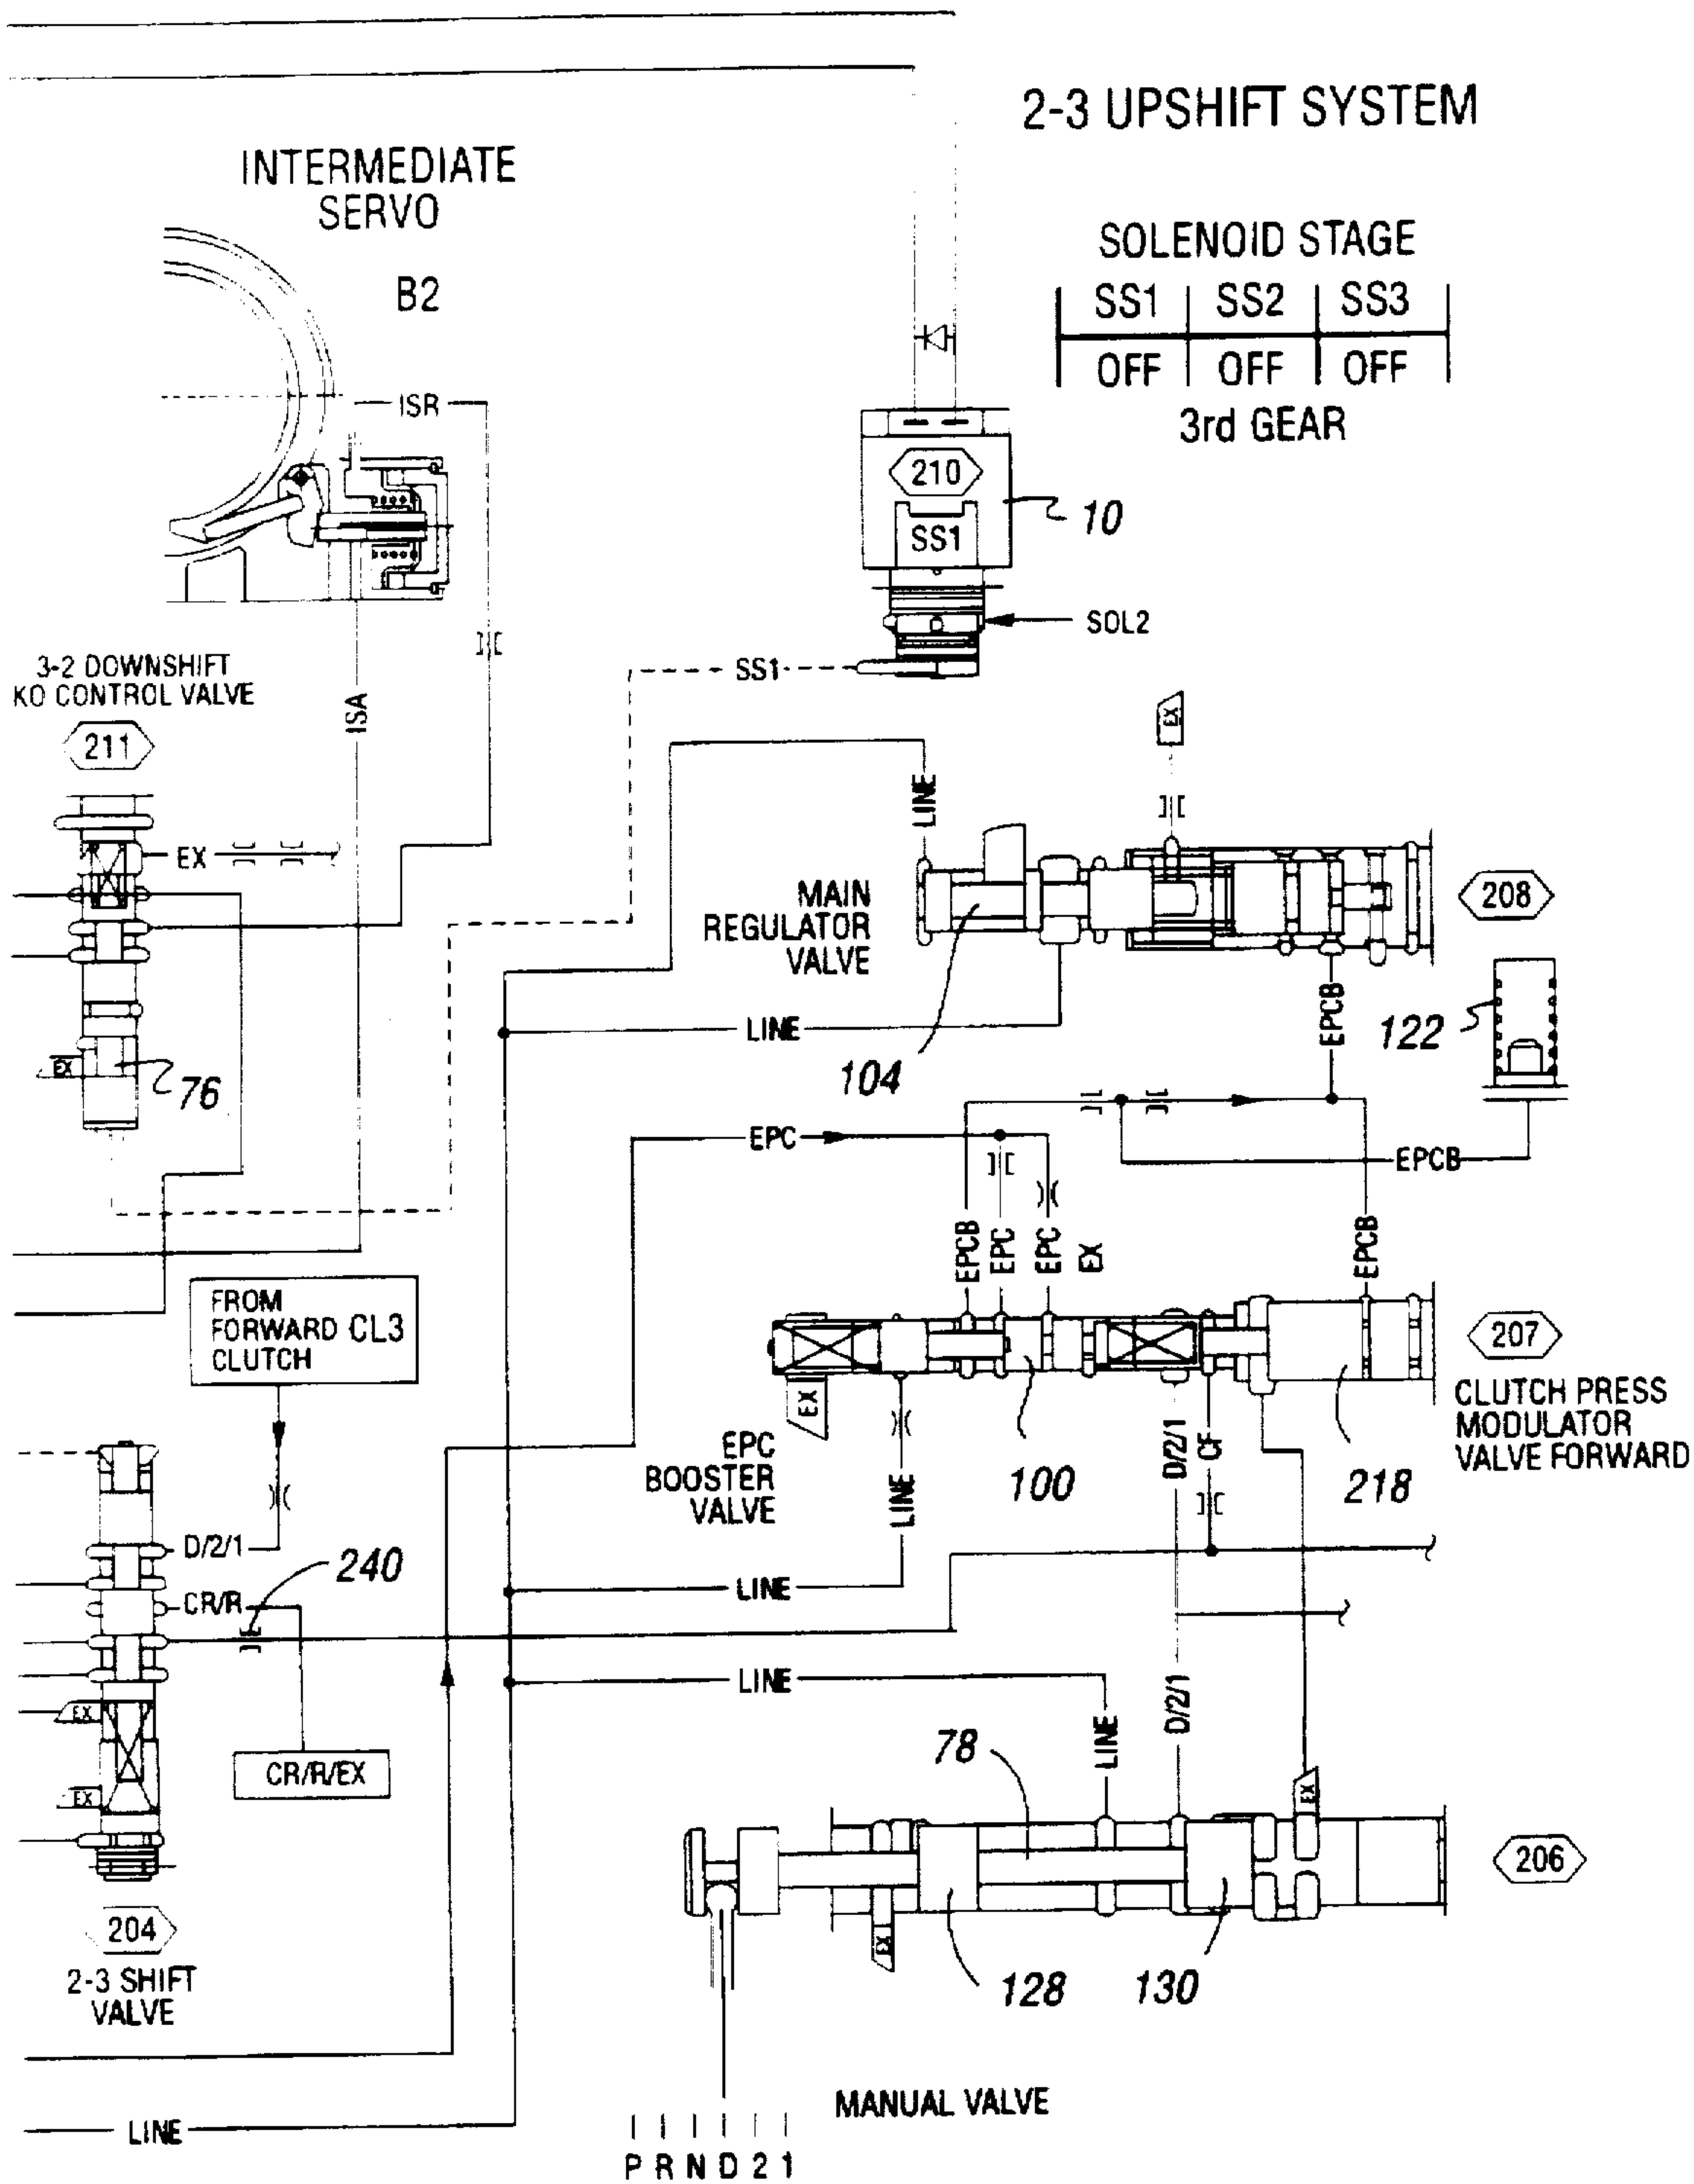 2-3 UPSHIFT SYSTEM
INTERMEDIATE
SERVO
B2
SOLENOID STAGE
SS1 SS2 SS3
OFF OFF OFF
3rd GEAR
ISR
210
SS1
10
SOL2
SS1
3-2 DOWNSHIFT
KO CONTROL VALVE
211
ISA
EX
EX
LINE
MAIN
REGULATOR
VALVE
208
EX
76
LINE
104
EPCB
122
EPC
EPCB
EPCB
EPC
EPC
EX
EPCB
FROM
FORWARD CL3
CLUTCH
207
CLUTCH PRESS
MODULATOR
VALVE FORWARD
EX
EPC
BOOSTER
VALVE
LINE
100
D/2/1
CF
218
D/2/1
240
CR/R
LINE
LINE
D/2/1
LINE
EX
78
CR/R/EX
EX
EX
206
204
2-3 SHIFT
VALVE
EX
128
130
MANUAL VALVE
LINE
P R N D 2 1